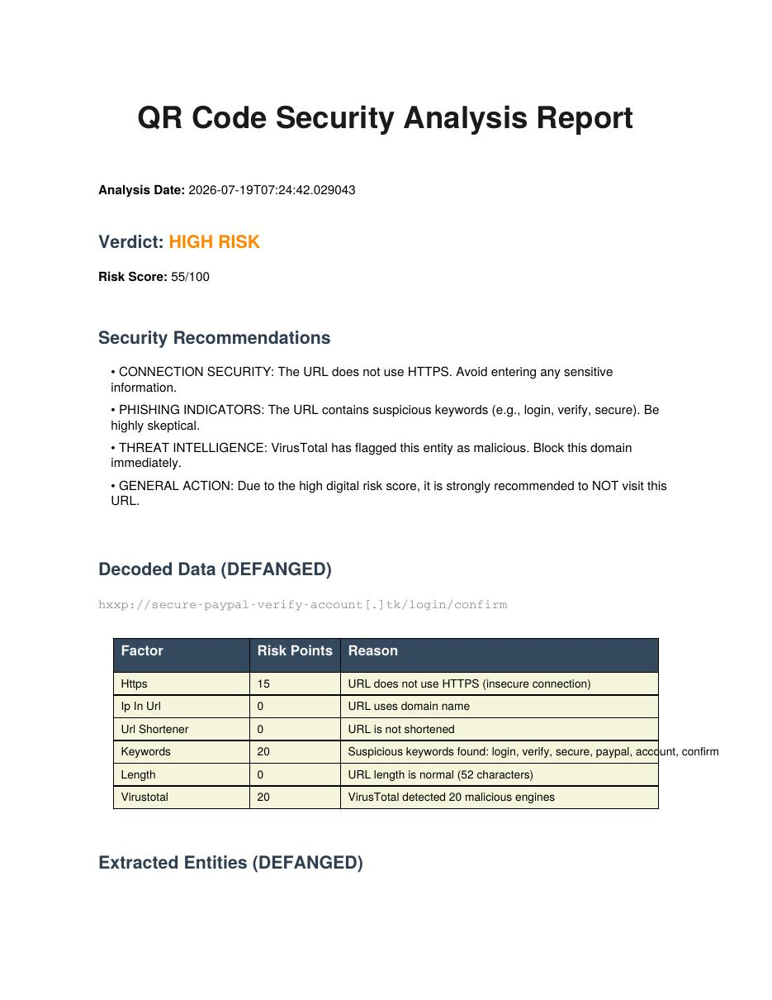 QR Code Security Analysis Report
Analysis Date: 2026-07-19T07:24:42.029043
Verdict: HIGH RISK
Risk Score: 55/100
Security Recommendations
• CONNECTION SECURITY: The URL does not use HTTPS. Avoid entering any sensitive
information.
• PHISHING INDICATORS: The URL contains suspicious keywords (e.g., login, verify, secure). Be
highly skeptical.
• THREAT INTELLIGENCE: VirusTotal has flagged this entity as malicious. Block this domain
immediately.
• GENERAL ACTION: Due to the high digital risk score, it is strongly recommended to NOT visit this
URL.
Decoded Data (DEFANGED)
hxxp://secure-paypal-verify-account[.]tk/login/confirm
Factor Risk Points Reason
Https 15 URL does not use HTTPS (insecure connection)
Ip In Url 0 URL uses domain name
Url Shortener 0 URL is not shortened
Keywords 20 Suspicious keywords found: login, verify, secure, paypal, account, confirm
Length 0 URL length is normal (52 characters)
Virustotal 20 VirusTotal detected 20 malicious engines
Extracted Entities (DEFANGED)